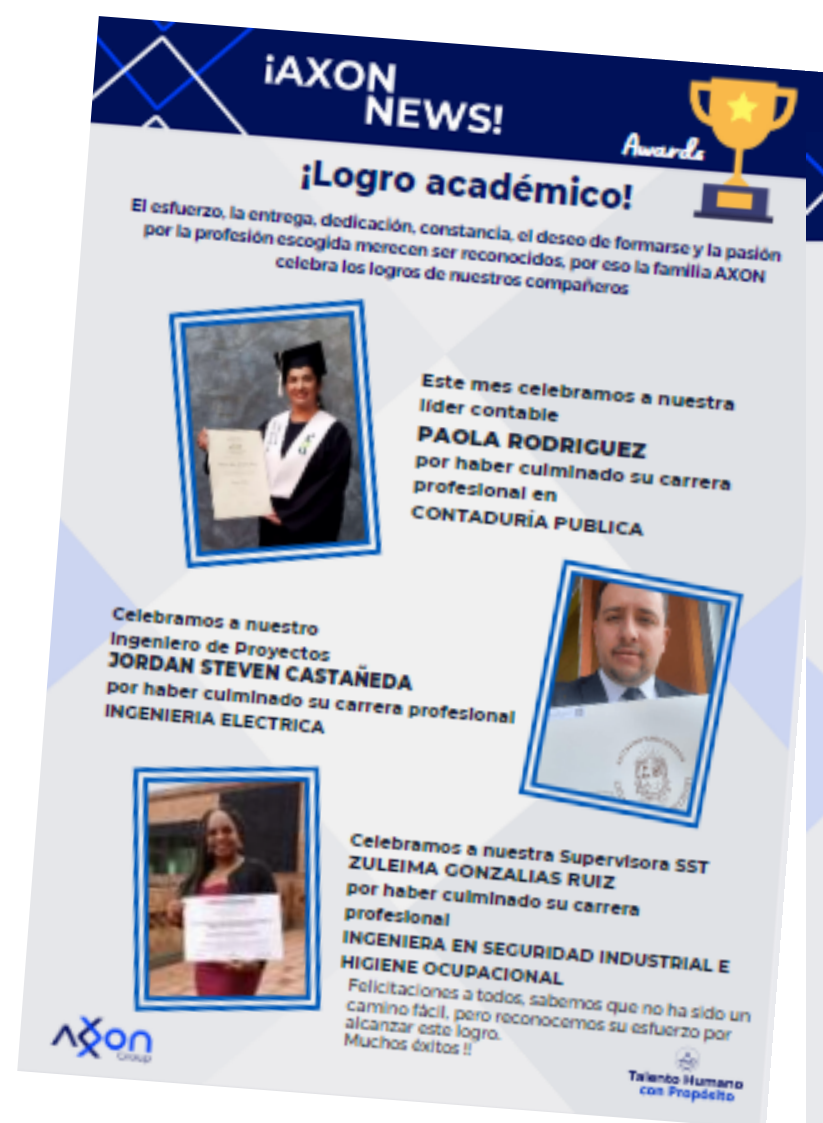 ¡AXON
NEWS!
Awards
¡Logro académico!
El esfuerzo, la entrega, dedicación, constancia, el deseo de formarse y la pasión
por la profesión escogida merecen ser reconocidos, por eso la familia AXON
celebra los logros de nuestros compañeros
Este mes celebramos a nuestra
líder contable
PAOLA RODRIGUEZ
por haber culminado su carrera
profesional en
CONTADURÍA PUBLICA
Celebramos a nuestro
Ingeniero de Proyectos
JORDAN STEVEN CASTAÑEDA
por haber culminado su carrera profesional
INGENIERIA ELECTRICA
Celebramos a nuestra Supervisora SST
ZULEIMA GONZALIAS RUIZ
por haber culminado su carrera
profesional
INGENIERA EN SEGURIDAD INDUSTRIAL E
HIGIENE OCUPACIONAL
Felicitaciones a todos, sabemos que no ha sido un
camino fácil, pero reconocemos su esfuerzo por
alcanzar este logro.
Muchos éxitos !!
Axon
Group
Talento Humano
con Propósito